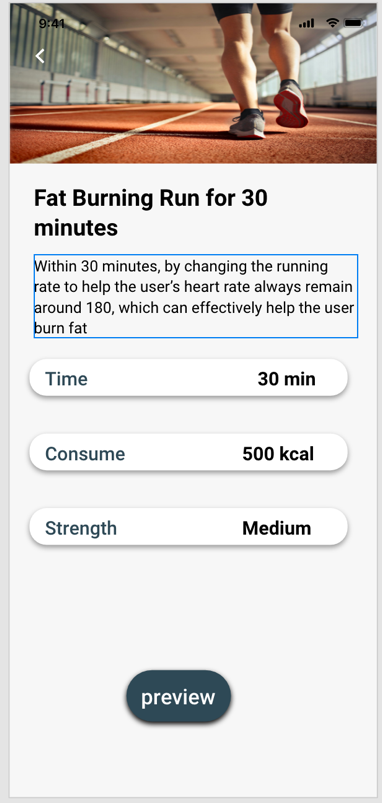 9:41
Fat Burning Run for 30
minutes
Within 30 minutes, by changing the running
rate to help the user’s heart rate always remain
around 180, which can effectively help the user
burn fat
Time 30 min
Consume 500 kcal
Strength Medium
preview